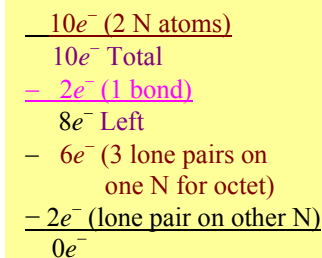 10e⁻ (2 N atoms)
10e⁻ Total
– 2e⁻ (1 bond)
8e⁻ Left
– 6e⁻ (3 lone pairs on
one N for octet)
– 2e⁻ (lone pair on other N)
0e⁻